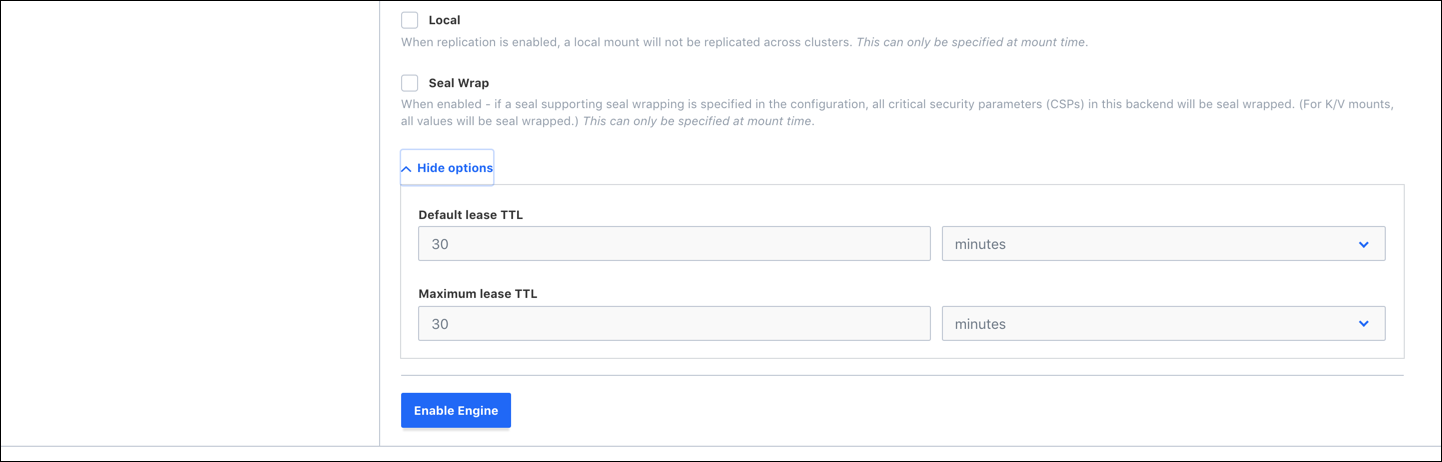 Local
When replication is enabled, a local mount will not be replicated across clusters. This can only be specified at mount time.
Seal Wrap
When enabled - if a seal supporting seal wrapping is specified in the configuration, all critical security parameters (CSPs) in this backend will be seal wrapped. (For K/V mounts,
all values will be seal wrapped.) This can only be specified at mount time.
Hide options
Default lease TTL
30 minutes
Maximum lease TTL
30 minutes
Enable Engine